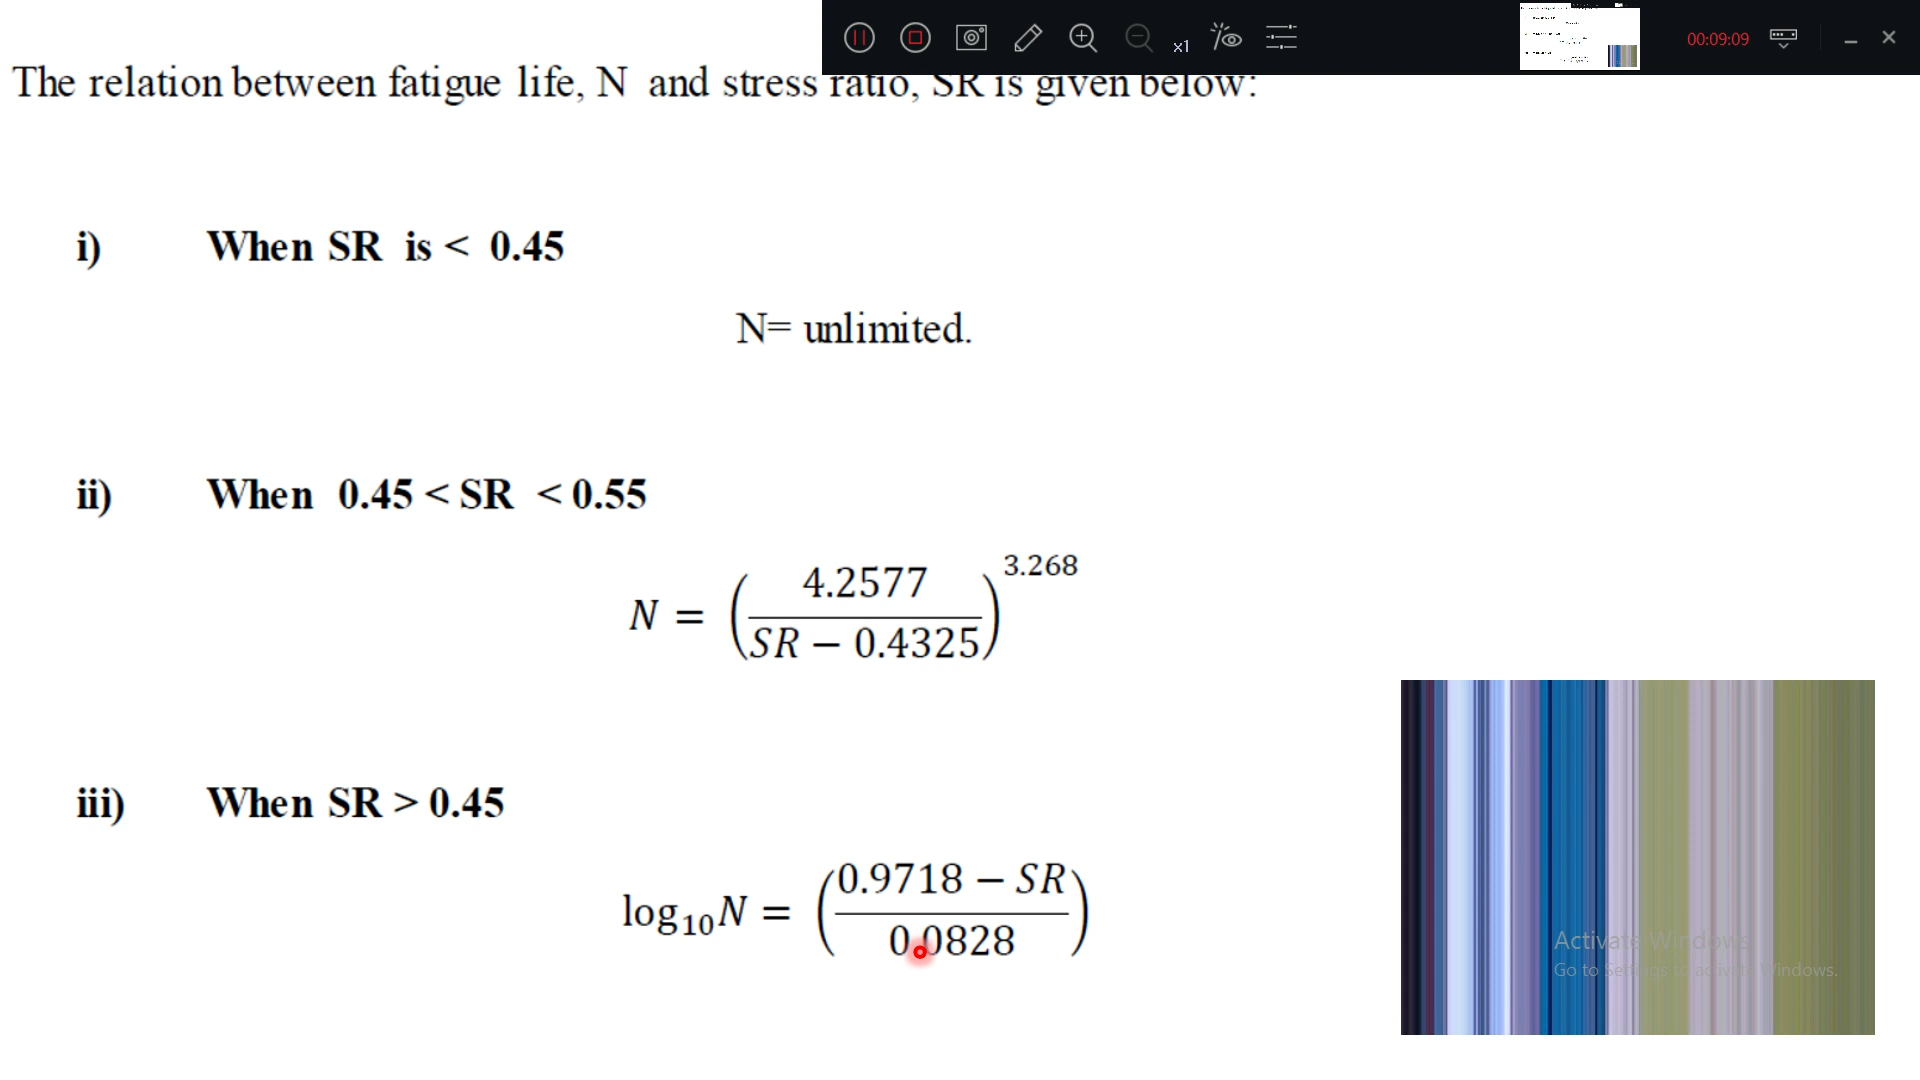 x1
00:09:09
The relation between fatigue life, N and stress ratio, SR is given below:
i) When SR is < 0.45
N= unlimited.
ii) When 0.45 < SR < 0.55
N = (4.2577 / (SR − 0.4325))^3.268
iii) When SR > 0.45
log₁₀N = ((0.9718 − SR) / 0.0828)
Activate Windows
Go to Settings to activate Windows.